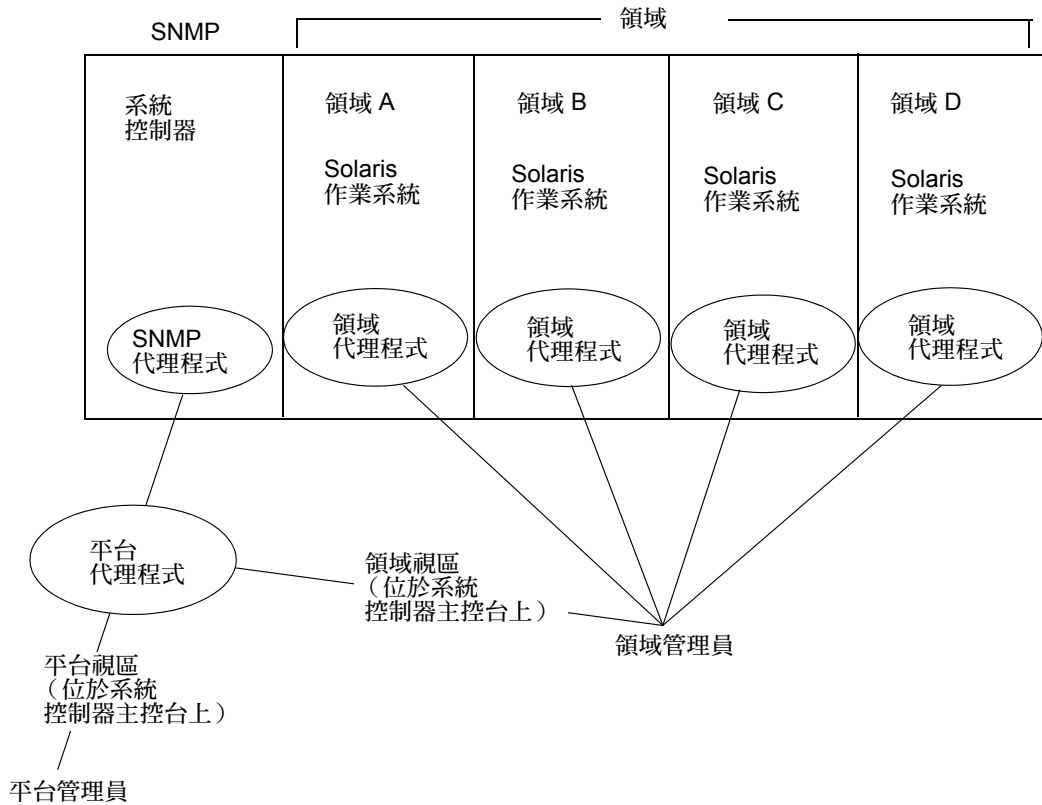 SNMP
領域
系統
控制器
領域 A
領域 B
領域 C
領域 D
Solaris
作業系統
Solaris
作業系統
Solaris
作業系統
Solaris
作業系統
SNMP
代理程式
領域
代理程式
領域
代理程式
領域
代理程式
領域
代理程式
平台
代理程式
領域視區
（位於系統
控制器主控台上）
領域管理員
平台視區
（位於系統
控制器主控台上）
平台管理員